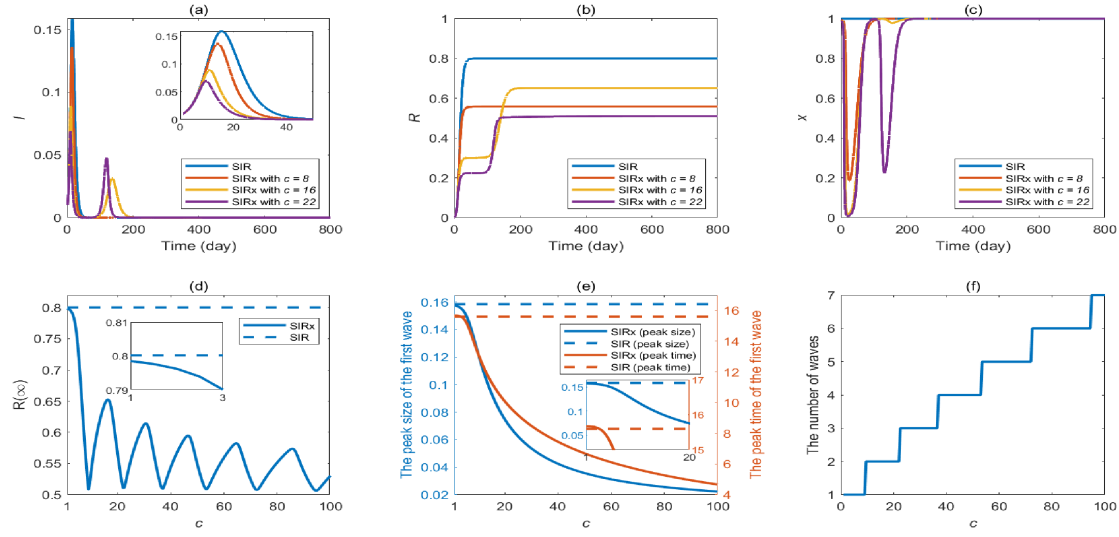 (a)
0.15
0.1
0.05
0
I
0.15
0.1
0.05
0
0 20 40
SIR
SIRx with c = 8
SIRx with c = 16
SIRx with c = 22
0 200 400 600 800
Time (day)
(b)
1
0.8
0.6
0.4
0.2
0
R
SIR
SIRx with c = 8
SIRx with c = 16
SIRx with c = 22
0 200 400 600 800
Time (day)
(c)
1
0.8
0.6
0.4
0.2
0
x
SIR
SIRx with c = 8
SIRx with c = 16
SIRx with c = 22
0 200 400 600 800
Time (day)
(d)
0.8
0.75
0.7
0.65
0.6
0.55
0.5
R(∞)
0.81
0.8
0.79
1 3
SIRx
SIR
1 20 40 60 80 100
c
(e)
0.16
0.14
0.12
0.1
0.08
0.06
0.04
0.02
The peak size of the first wave
SIRx (peak size)
SIR (peak size)
SIRx (peak time)
SIR (peak time)
0.15
0.1
0.05
17
16
15
1 20
16
14
12
10
8
6
4
The peak time of the first wave
1 20 40 60 80 100
c
(f)
7
6
5
4
3
2
1
The number of waves
0 20 40 60 80 100
c